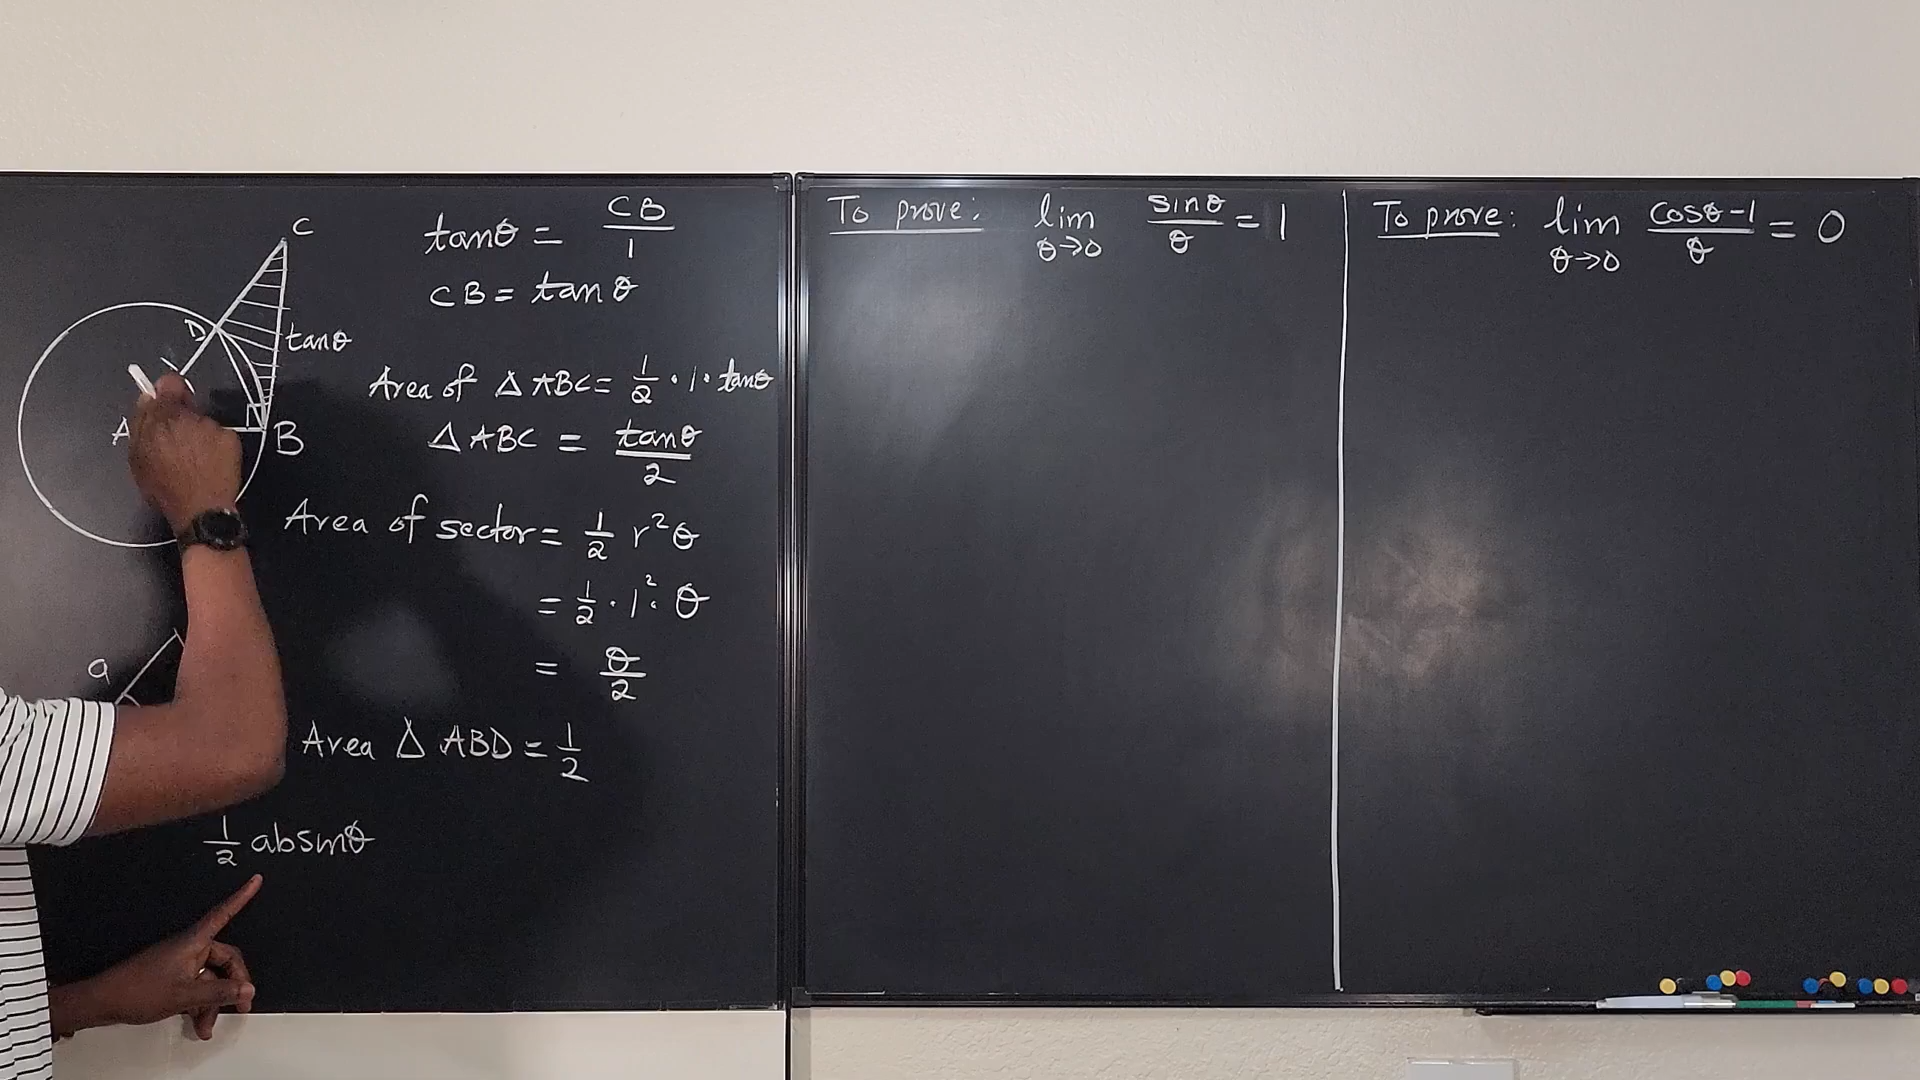 C
D
tanθ
A
B
a
tanθ = CB/1
CB = tanθ
Area of Δ ABC = 1/2 · 1 · tanθ
Δ ABC = tanθ/2
Area of sector = 1/2 r²θ
= 1/2 · 1² · θ
= θ/2
Area Δ ABD = 1/2
1/2 absinθ
To prove: lim θ→0 sinθ/θ = 1
To prove: lim θ→0 cosθ-1/θ = 0